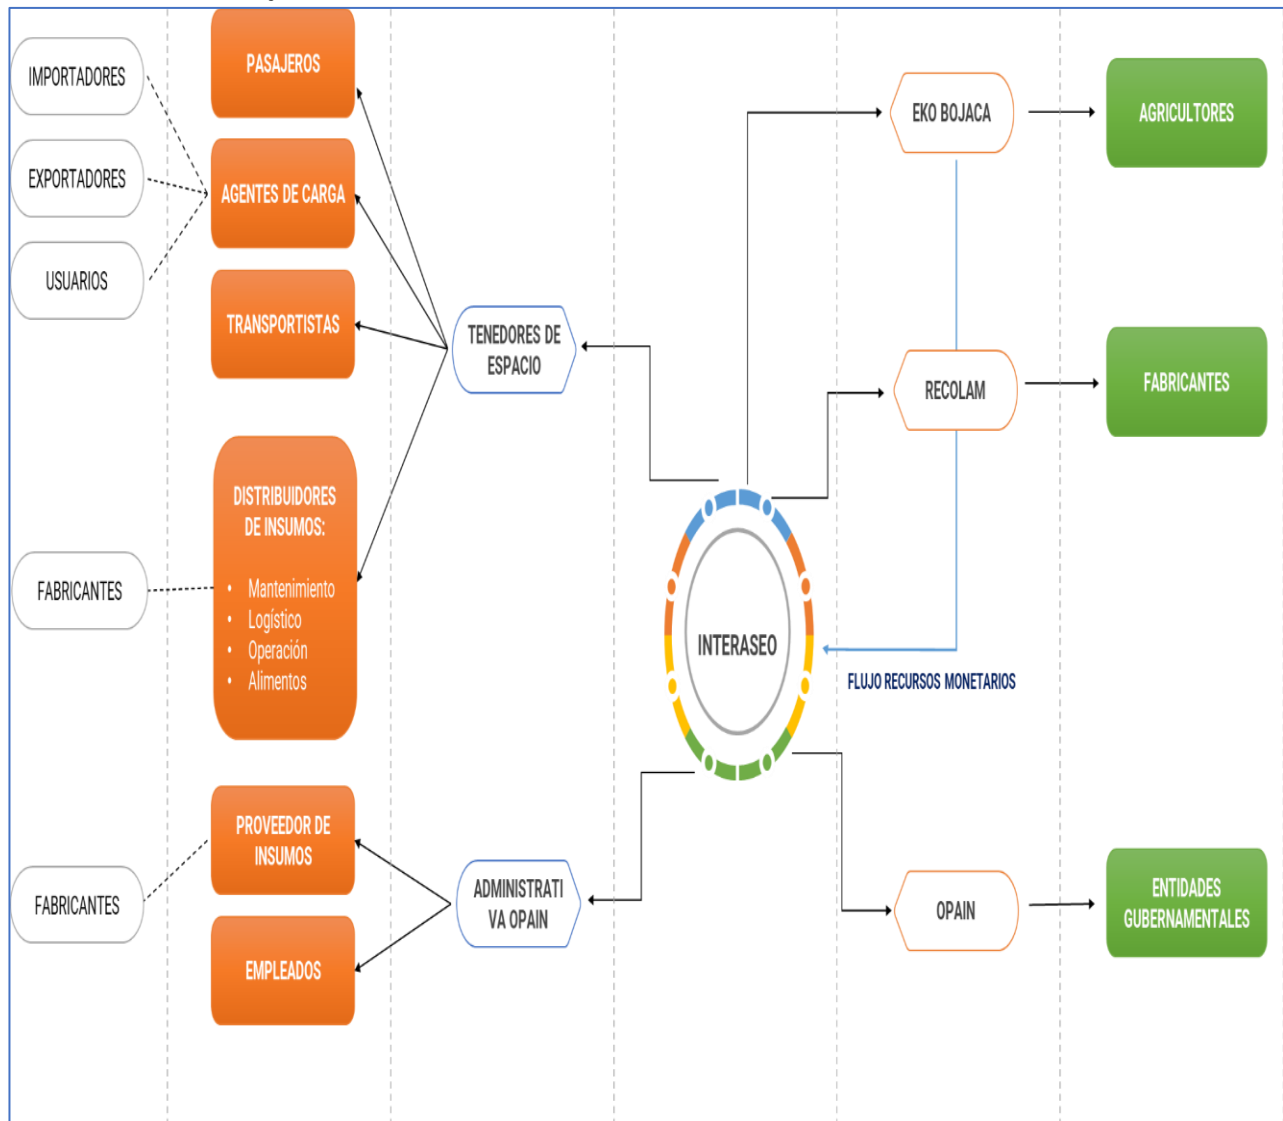 IMPORTADORES
EXPORTADORES
USUARIOS
FABRICANTES
FABRICANTES
PASAJEROS
AGENTES DE CARGA
TRANSPORTISTAS
DISTRIBUIDORES
DE INSUMOS:
• Mantenimiento
• Logístico
• Operación
• Alimentos
PROVEEDOR DE
INSUMOS
EMPLEADOS
TENEDORES DE
ESPACIO
ADMINISTRATI
VA OPAIN
INTERASEO
EKO BOJACA
RECOLAM
FLUJO RECURSOS MONETARIOS
OPAIN
AGRICULTORES
FABRICANTES
ENTIDADES
GUBERNAMENTALES